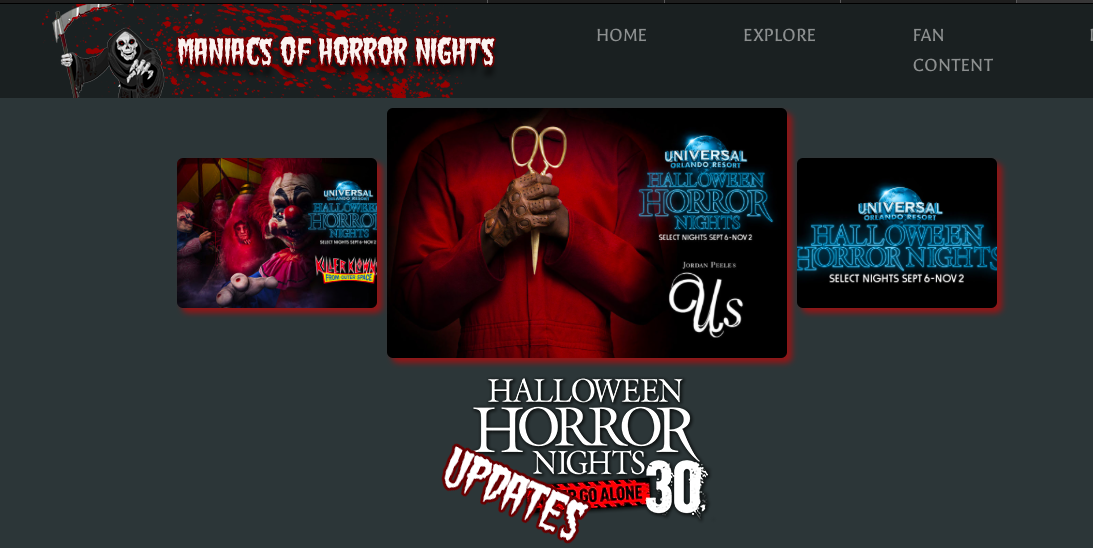 MANIACS OF HORROR NIGHTS
HOME
EXPLORE
FAN
CONTENT
UNIVERSAL
ORLANDO RESORT
HALLOWEEN
HORROR
NIGHTS
SELECT NIGHTS SEPT 6-NOV 2
KILLER KLOWNS
FROM OUTER SPACE
UNIVERSAL
ORLANDO RESORT
HALLOWEEN
HORROR
NIGHTS
SELECT NIGHTS SEPT 6-NOV 2
JORDAN PEELE'S
Us
UNIVERSAL
ORLANDO RESORT
HALLOWEEN
HORROR NIGHTS
SELECT NIGHTS SEPT 6-NOV 2
HALLOWEEN
HORROR
NIGHTS
GO ALONE 30
UPDATES